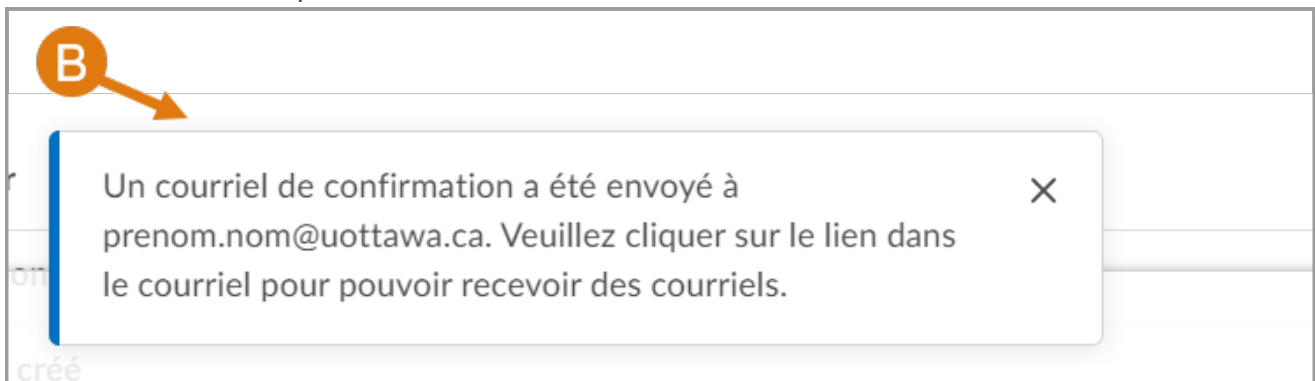 B
Un courriel de confirmation a été envoyé à
prenom.nom@uottawa.ca. Veuillez cliquer sur le lien dans
le courriel pour pouvoir recevoir des courriels.
créé